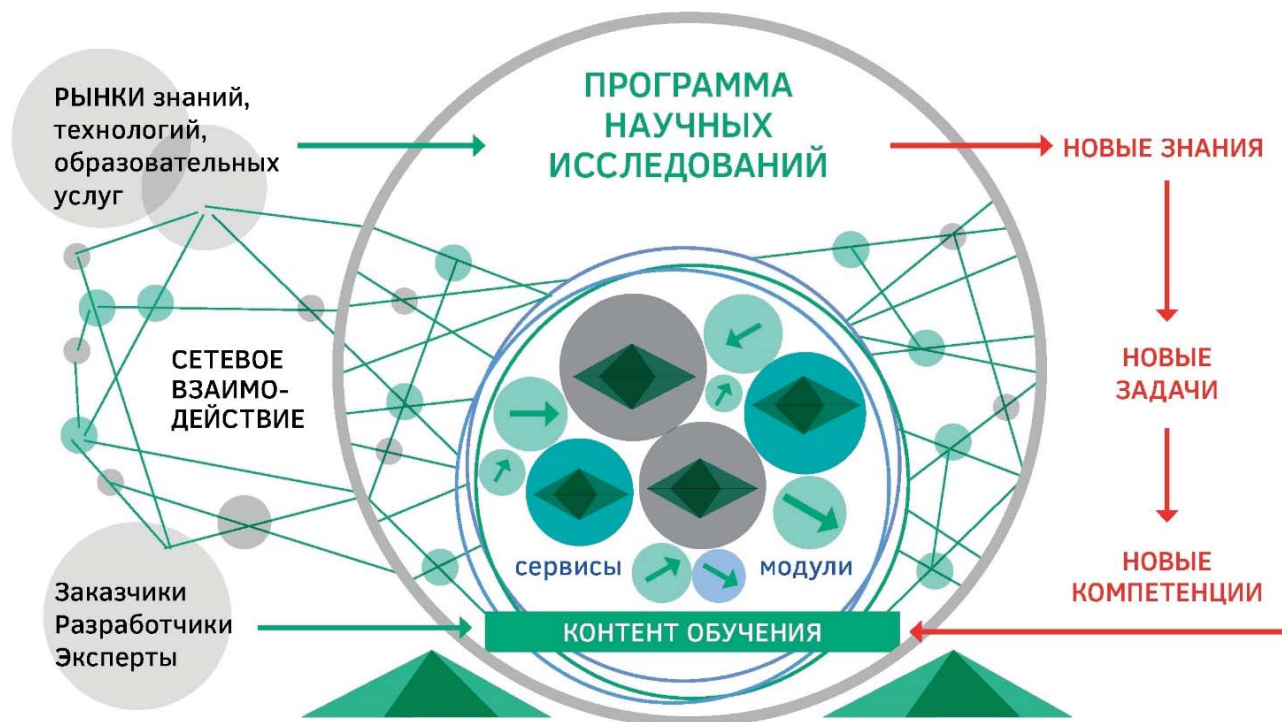 РЫНКИ знаний,
технологий,
образовательных
услуг
ПРОГРАММА
НАУЧНЫХ
ИССЛЕДОВАНИЙ
НОВЫЕ ЗНАНИЯ
СЕТЕВОЕ
ВЗАИМО-
ДЕЙСТВИЕ
НОВЫЕ
ЗАДАЧИ
сервисы
модули
НОВЫЕ
КОМПЕТЕНЦИИ
Заказчики
Разработчики
Эксперты
КОНТЕНТ ОБУЧЕНИЯ